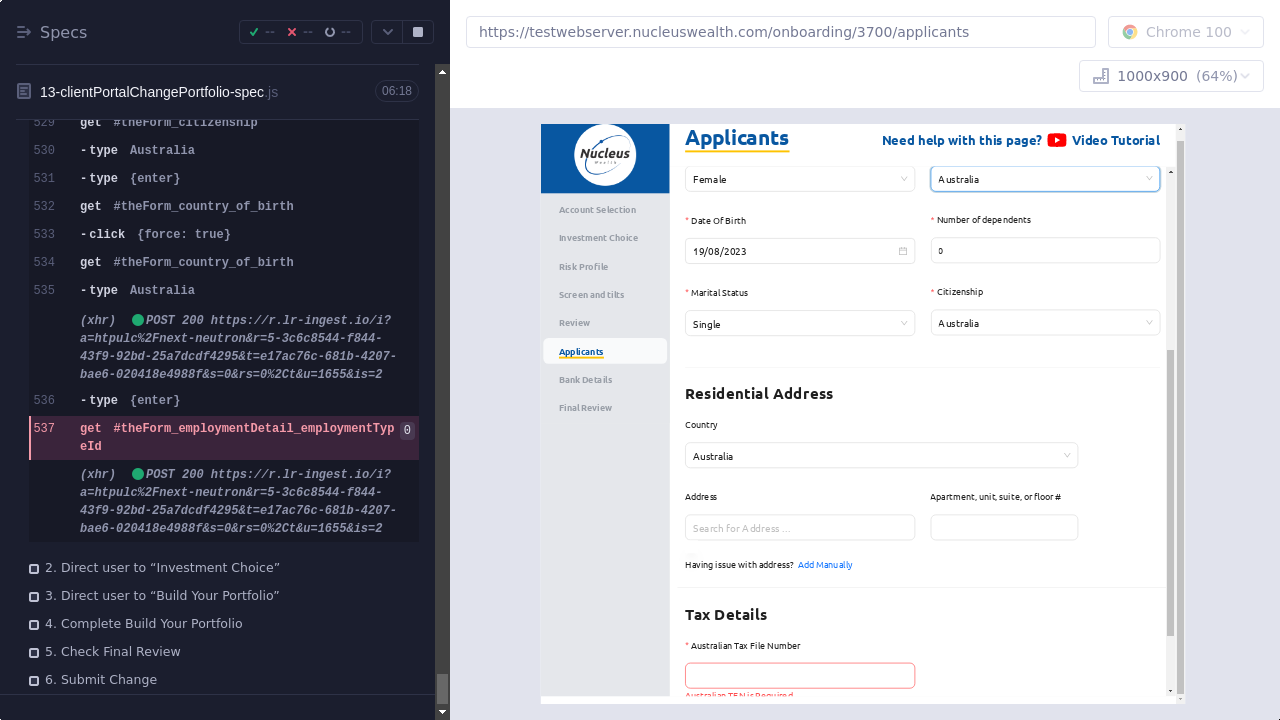 Specs
--
--
--
13-clientPortalChangePortfolio-spec.js
06:18
529 get #theForm_citizenship
530 -type Australia
531 -type {enter}
532 get #theForm_country_of_birth
533 -click {force: true}
534 get #theForm_country_of_birth
535 -type Australia
(xhr) POST 200 https://r.lr-ingest.io/i?
a=htpulc%2Fnext-neutron&r=5-3c6c8544-f844-
43f9-92bd-25a7dcdf4295&t=e17ac76c-681b-4207-
bae6-020418e4988f&s=0&rs=0%2Ct&u=1655&is=2
536 -type {enter}
537 get #theForm_employmentDetail_employmentTyp
eId
0
(xhr) POST 200 https://r.lr-ingest.io/i?
a=htpulc%2Fnext-neutron&r=5-3c6c8544-f844-
43f9-92bd-25a7dcdf4295&t=e17ac76c-681b-4207-
bae6-020418e4988f&s=0&rs=0%2Ct&u=1655&is=2
2. Direct user to “Investment Choice”
3. Direct user to “Build Your Portfolio”
4. Complete Build Your Portfolio
5. Check Final Review
6. Submit Change
https://testwebserver.nucleuswealth.com/onboarding/3700/applicants
Chrome 100
1000x900 (64%)
Nucleus
Wealth
Account Selection
Investment Choice
Risk Profile
Screen and tilts
Review
Applicants
Bank Details
Final Review
Applicants
Need help with this page? Video Tutorial
Female
Australia
* Date Of Birth
* Number of dependents
19/08/2023
0
* Marital Status
* Citizenship
Single
Australia
Residential Address
Country
Australia
Address
Apartment, unit, suite, or floor #
Search for Address ...
Having issue with address? Add Manually
Tax Details
* Australian Tax File Number
Australian TFN is Required